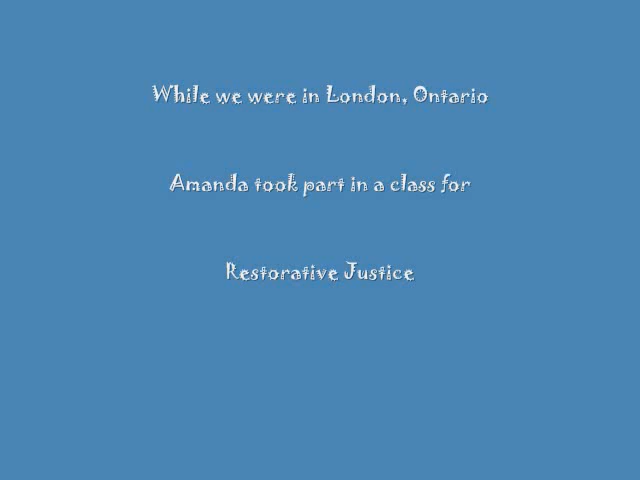 While we were in London, Ontario
Amanda took part in a class for
Restorative Justice